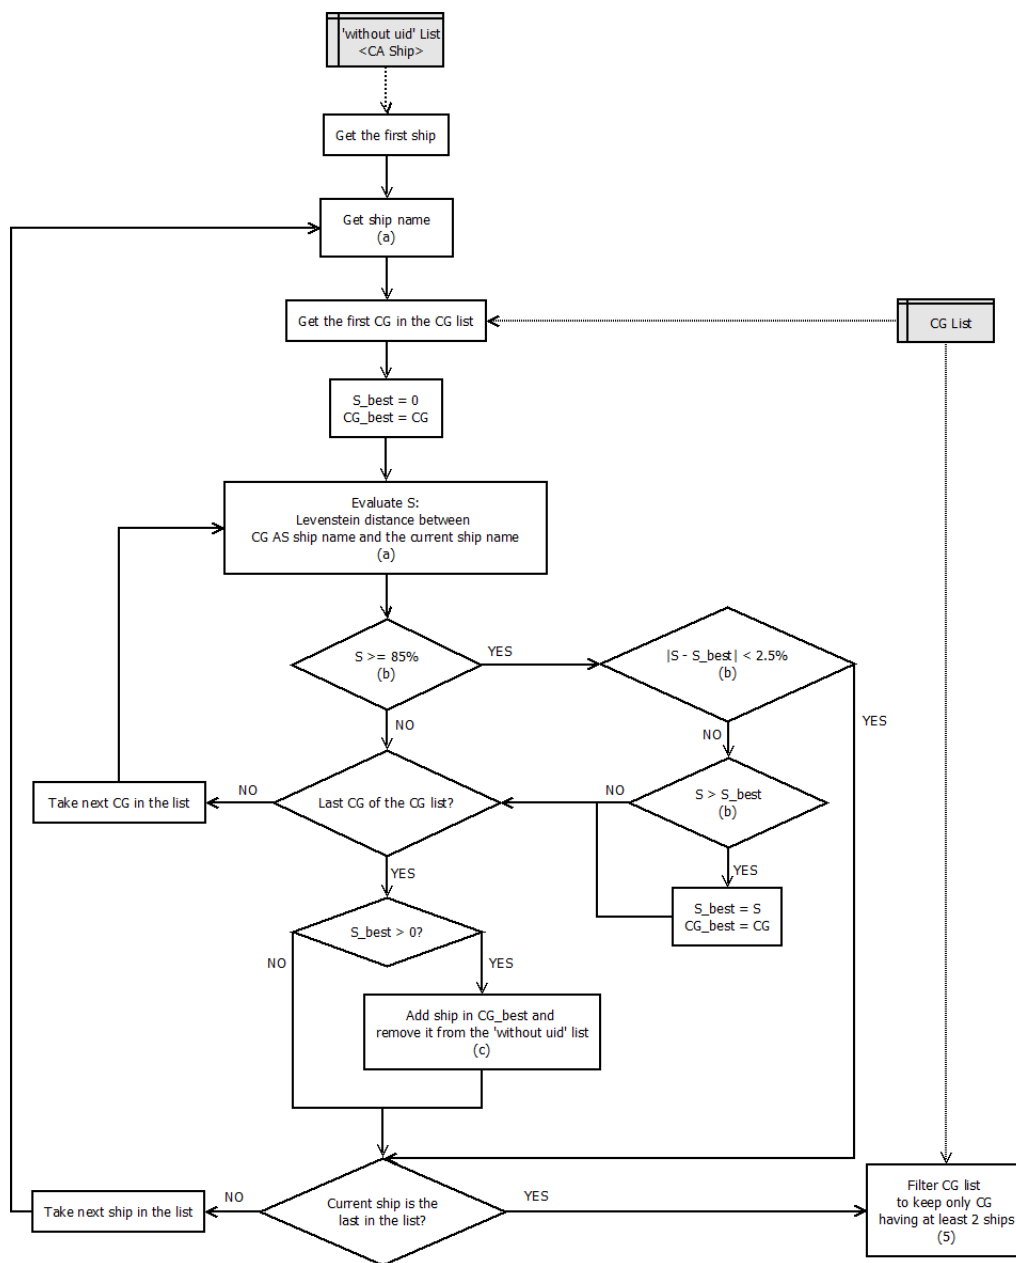 'without uid' List
<CA Ship>
Get the first ship
Get ship name
(a)
Get the first CG in the CG list
CG List
S_best = 0
CG_best = CG
Evaluate S:
Levenstein distance between
CG AS ship name and the current ship name
(a)
S >= 85%
(b)
YES
|S - S_best| < 2.5%
(b)
YES
NO
NO
Take next CG in the list
NO
Last CG of the CG list?
NO
S > S_best
(b)
YES
YES
S_best = S
CG_best = CG
S_best > 0?
NO
YES
Add ship in CG_best and
remove it from the 'without uid' list
(c)
Take next ship in the list
NO
Current ship is the
last in the list?
YES
Filter CG list
to keep only CG
having at least 2 ships
(5)